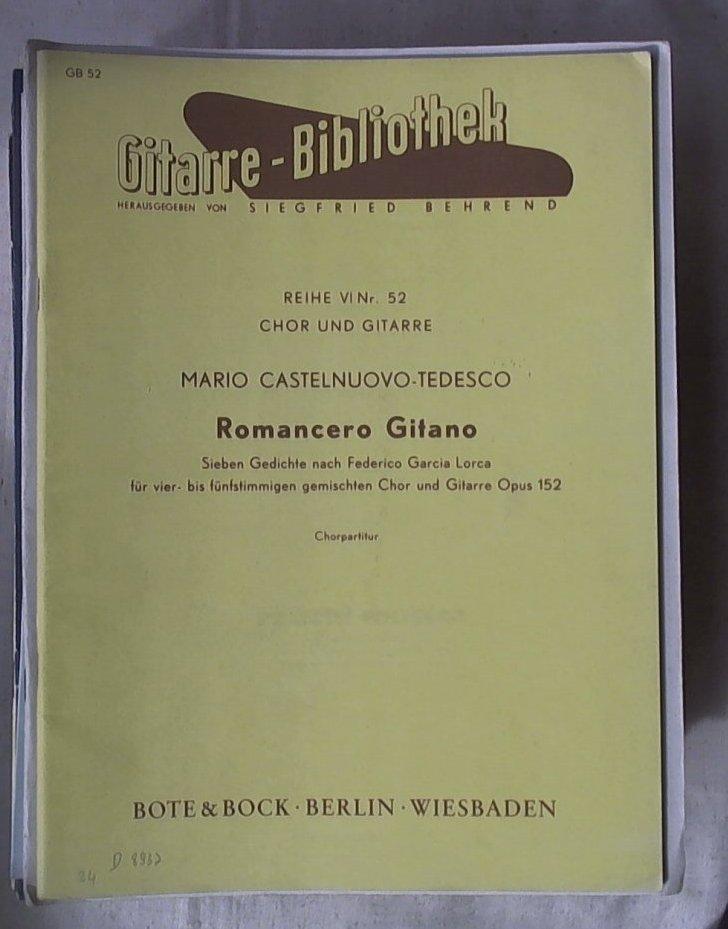 GB 52
Gitarre-Bibliothek
HERAUSGEGEBEN VON SIEGFRIED BEHREND
REIHE VI Nr. 52
CHOR UND GITARRE
MARIO CASTELNUOVO-TEDESCO
Romancero Gitano
Sieben Gedichte nach Federico Garcia Lorca
für vier- bis fünfstimmigen gemischten Chor und Gitarre Opus 152
Chorpartitur
BOTE & BOCK · BERLIN · WIESBADEN
D 8937